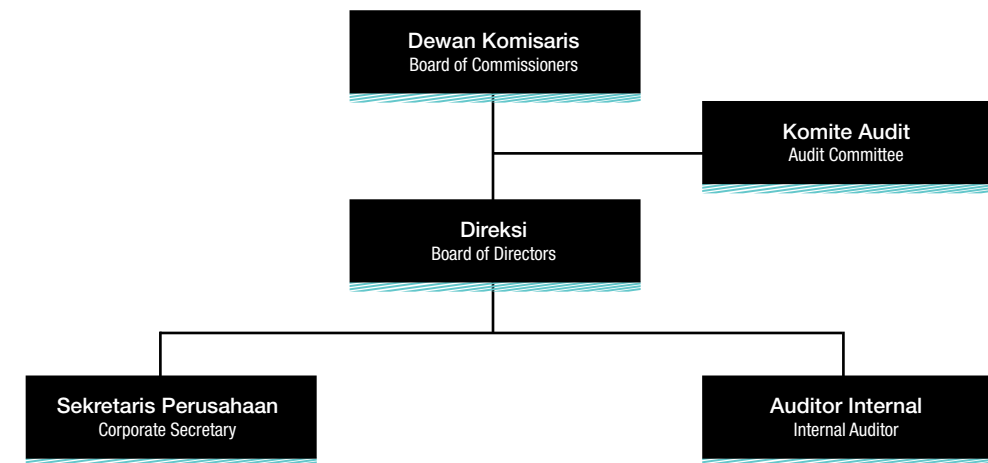 Dewan Komisaris
Board of Commissioners
Komite Audit
Audit Committee
Direksi
Board of Directors
Sekretaris Perusahaan
Corporate Secretary
Auditor Internal
Internal Auditor